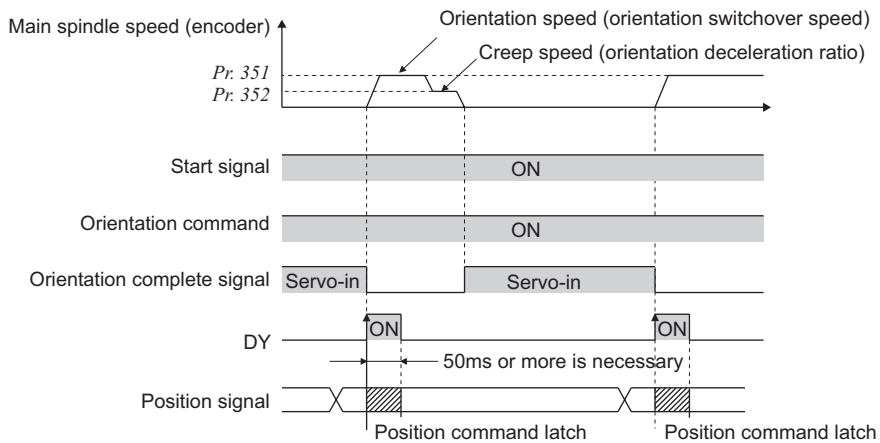 Main spindle speed (encoder)
Orientation speed (orientation switchover speed)
Creep speed (orientation deceleration ratio)
Pr. 351
Pr. 352
Start signal
ON
Orientation command
ON
Orientation complete signal
Servo-in
Servo-in
DY
ON
ON
50ms or more is necessary
Position signal
Position command latch
Position command latch